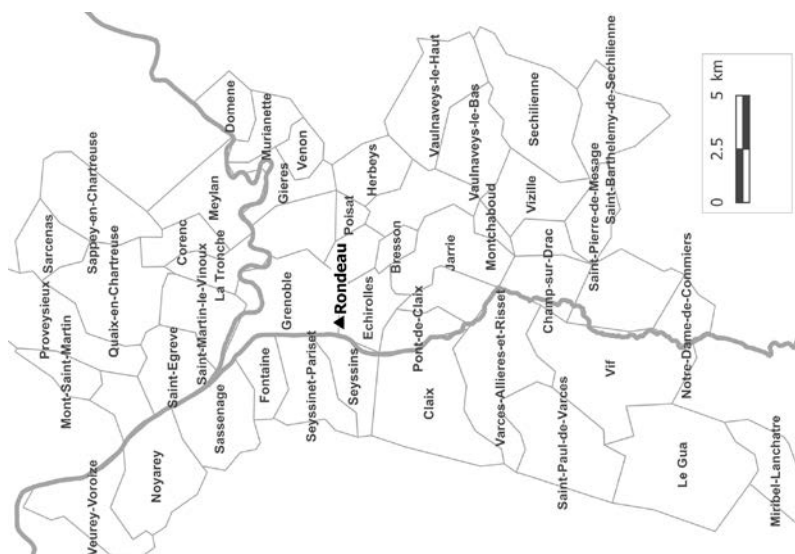 Domene
Murianette
Venon
Gieres
Meylan
Sappey-en-Chartreuse
Sarcenas
Proveysieux
Mont-Saint-Martin
Quaix-en-Chartreuse
Corenc
La Tronche
Saint-Martin-le-Vinoux
Saint-Egreve
Veurey-Voroize
Noyarey
Sassenage
Fontaine
Grenoble
Seyssinet-Pariset
Seyssins
Rondeau
Echirolles
Poisat
Herbeys
Bresson
Jarrie
Pont-de-Claix
Claix
Vaulnaveys-le-Haut
Vaulnaveys-le-Bas
Montchaboud
Sechilienne
Vizille
Varces-Allieres-et-Risset
Champ-sur-Drac
Saint-Pierre-de-Mesage
Saint-Barthelemy-de-Sechilienne
Saint-Paul-de-Varces
Vif
Notre-Dame-de-Commiers
Le Gua
Miribel-Lanchatre
0 2.5 5 km